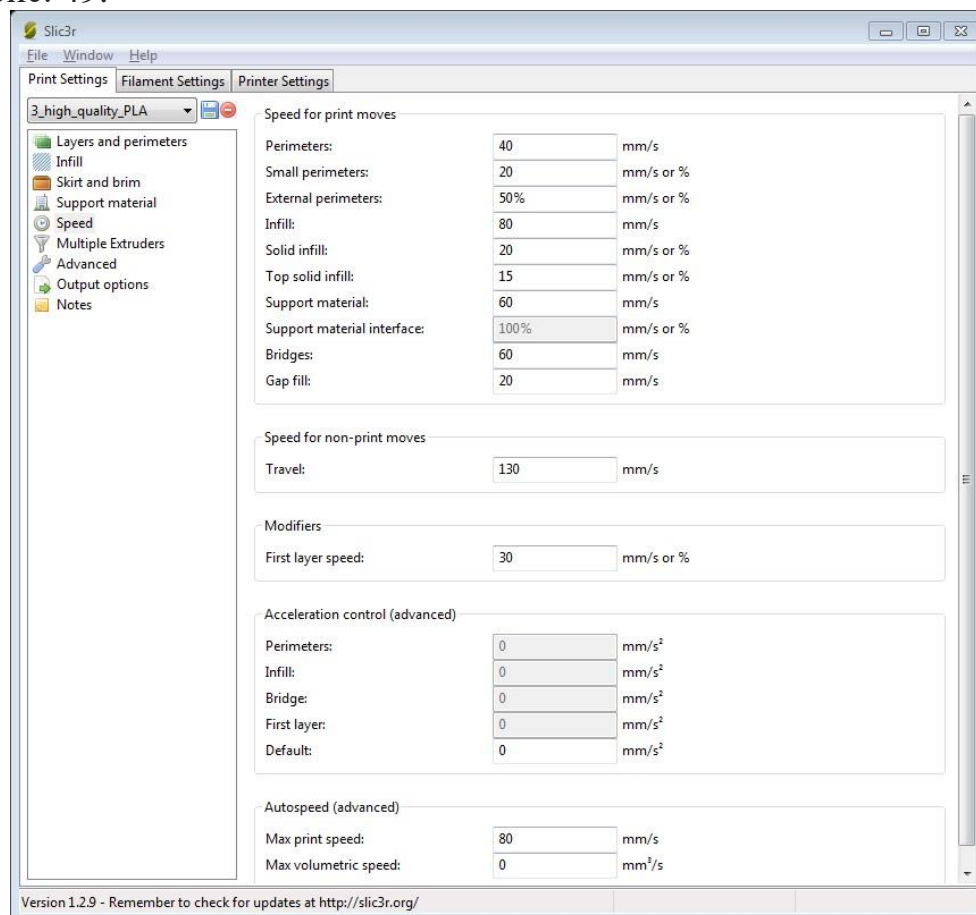 Slic3r
File Window Help
Print Settings Filament Settings Printer Settings
3_high_quality_PLA
Layers and perimeters
Infill
Skirt and brim
Support material
Speed
Multiple Extruders
Advanced
Output options
Notes
Speed for print moves
Perimeters: 40 mm/s
Small perimeters: 20 mm/s or %
External perimeters: 50% mm/s or %
Infill: 80 mm/s
Solid infill: 20 mm/s or %
Top solid infill: 15 mm/s or %
Support material: 60 mm/s
Support material interface: 100% mm/s or %
Bridges: 60 mm/s
Gap fill: 20 mm/s
Speed for non-print moves
Travel: 130 mm/s
Modifiers
First layer speed: 30 mm/s or %
Acceleration control (advanced)
Perimeters: 0 mm/s²
Infill: 0 mm/s²
Bridge: 0 mm/s²
First layer: 0 mm/s²
Default: 0 mm/s²
Autospeed (advanced)
Max print speed: 80 mm/s
Max volumetric speed: 0 mm³/s
Version 1.2.9 - Remember to check for updates at http://slic3r.org/